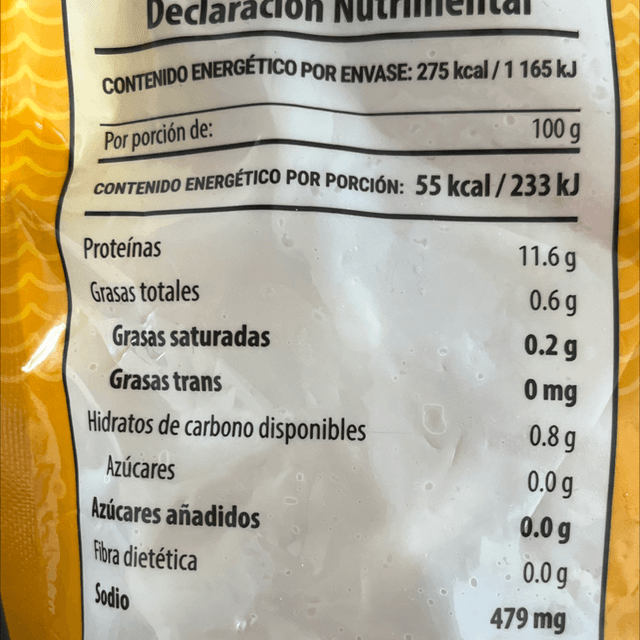 Declaración Nutrimental
CONTENIDO ENERGÉTICO POR ENVASE: 275 kcal / 1 165 kJ
Por porción de: 100 g
CONTENIDO ENERGÉTICO POR PORCIÓN: 55 kcal / 233 kJ
Proteínas 11.6 g
Grasas totales 0.6 g
Grasas saturadas 0.2 g
Grasas trans 0 mg
Hidratos de carbono disponibles 0.8 g
Azúcares 0.0 g
Azúcares añadidos 0.0 g
Fibra dietética 0.0 g
Sodio 479 mg